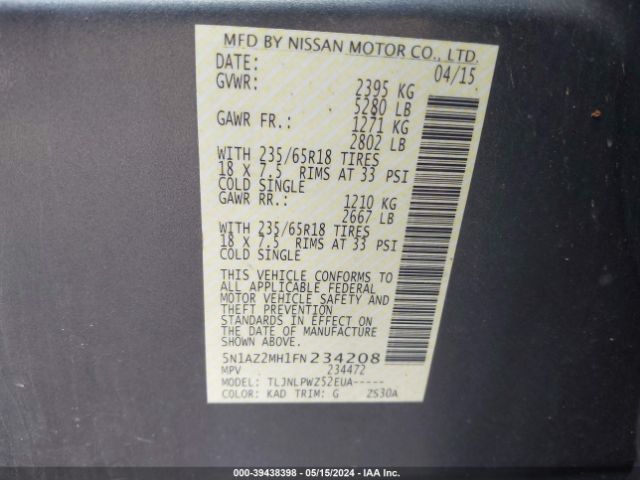 MFD BY NISSAN MOTOR CO., LTD.
DATE: 04/15
GVWR: 2395 KG
5280 LB
GAWR FR.: 1271 KG
2802 LB
WITH 235/65R18 TIRES
18 X 7.5 RIMS AT 33 PSI
COLD SINGLE
GAWR RR.: 1210 KG
2667 LB
WITH 235/65R18 TIRES
18 X 7.5 RIMS AT 33 PSI
COLD SINGLE
THIS VEHICLE CONFORMS TO
ALL APPLICABLE FEDERAL
MOTOR VEHICLE SAFETY AND
THEFT PREVENTION
STANDARDS IN EFFECT ON
THE DATE OF MANUFACTURE
SHOWN ABOVE.
5N1AZ2MH1FN234208
MPV 234472
MODEL: TLJNLPWZ52EUA-----
COLOR: KAD TRIM: G ZS30A
000-39438398 - 05/15/2024 - IAA Inc.